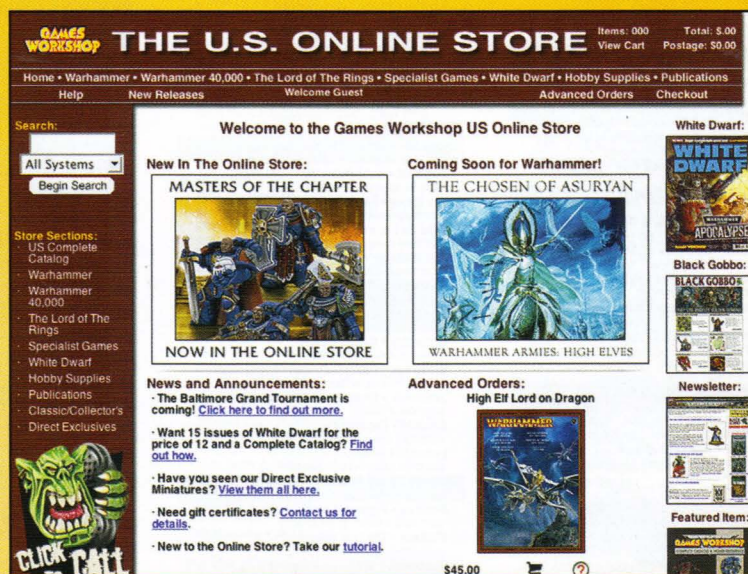 GAMES WORKSHOP
THE U.S. ONLINE STORE
Items: 000
Total: $.00
View Cart
Postage: $0.00
Home • Warhammer • Warhammer 40,000 • The Lord of The Rings • Specialist Games • White Dwarf • Hobby Supplies • Publications
Help
New Releases
Welcome Guest
Advanced Orders
Checkout
Search:
All Systems
Begin Search
Store Sections:
· US Complete
Catalog
· Warhammer
· Warhammer
40,000
· The Lord of The
Rings
· Specialist Games
· White Dwarf
· Hobby Supplies
· Publications
· Classic/Collector's
· Direct Exclusives
CLICK
CALL
Welcome to the Games Workshop US Online Store
New In The Online Store:
MASTERS OF THE CHAPTER
NOW IN THE ONLINE STORE
Coming Soon for Warhammer!
THE CHOSEN OF ASURYAN
WARHAMMER ARMIES: HIGH ELVES
News and Announcements:
· The Baltimore Grand Tournament is
coming! Click here to find out more.
· Want 15 issues of White Dwarf for the
price of 12 and a Complete Catalog? Find
out how.
· Have you seen our Direct Exclusive
Miniatures? View them all here.
· Need gift certificates? Contact us for
details.
· New to the Online Store? Take our tutorial.
Advanced Orders:
High Elf Lord on Dragon
WARHAMMER
$45.00
?
White Dwarf:
WHITE
DWARF
WARHAMMER
APOCALYPSE
Black Gobbo:
BLACK GOBBO
Newsletter:
Featured Item:
GAMES WORKSHOP